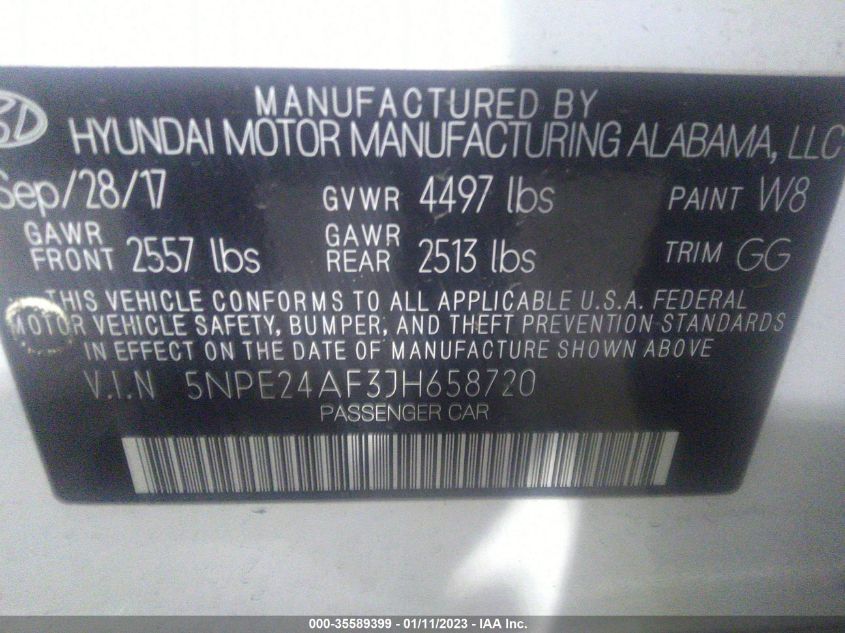 MANUFACTURED BY
HYUNDAI MOTOR MANUFACTURING ALABAMA, LLC
Sep/28/17 GVWR 4497 lbs PAINT W8
GAWR FRONT 2557 lbs GAWR REAR 2513 lbs TRIM GG
THIS VEHICLE CONFORMS TO ALL APPLICABLE U.S.A. FEDERAL
MOTOR VEHICLE SAFETY, BUMPER, AND THEFT PREVENTION STANDARDS
IN EFFECT ON THE DATE OF MANUFACTURE SHOWN ABOVE
V.I.N 5NPE24AF3JH658720
PASSENGER CAR
000-35589399 - 01/11/2023 - IAA Inc.